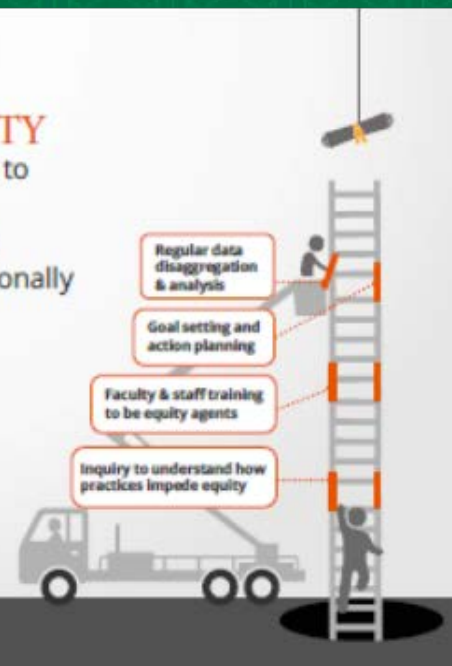 TY
to
onally
Regular data
disaggregation
& analysis
Goal setting and
action planning
Faculty & staff training
to be equity agents
Inquiry to understand how
practices impede equity